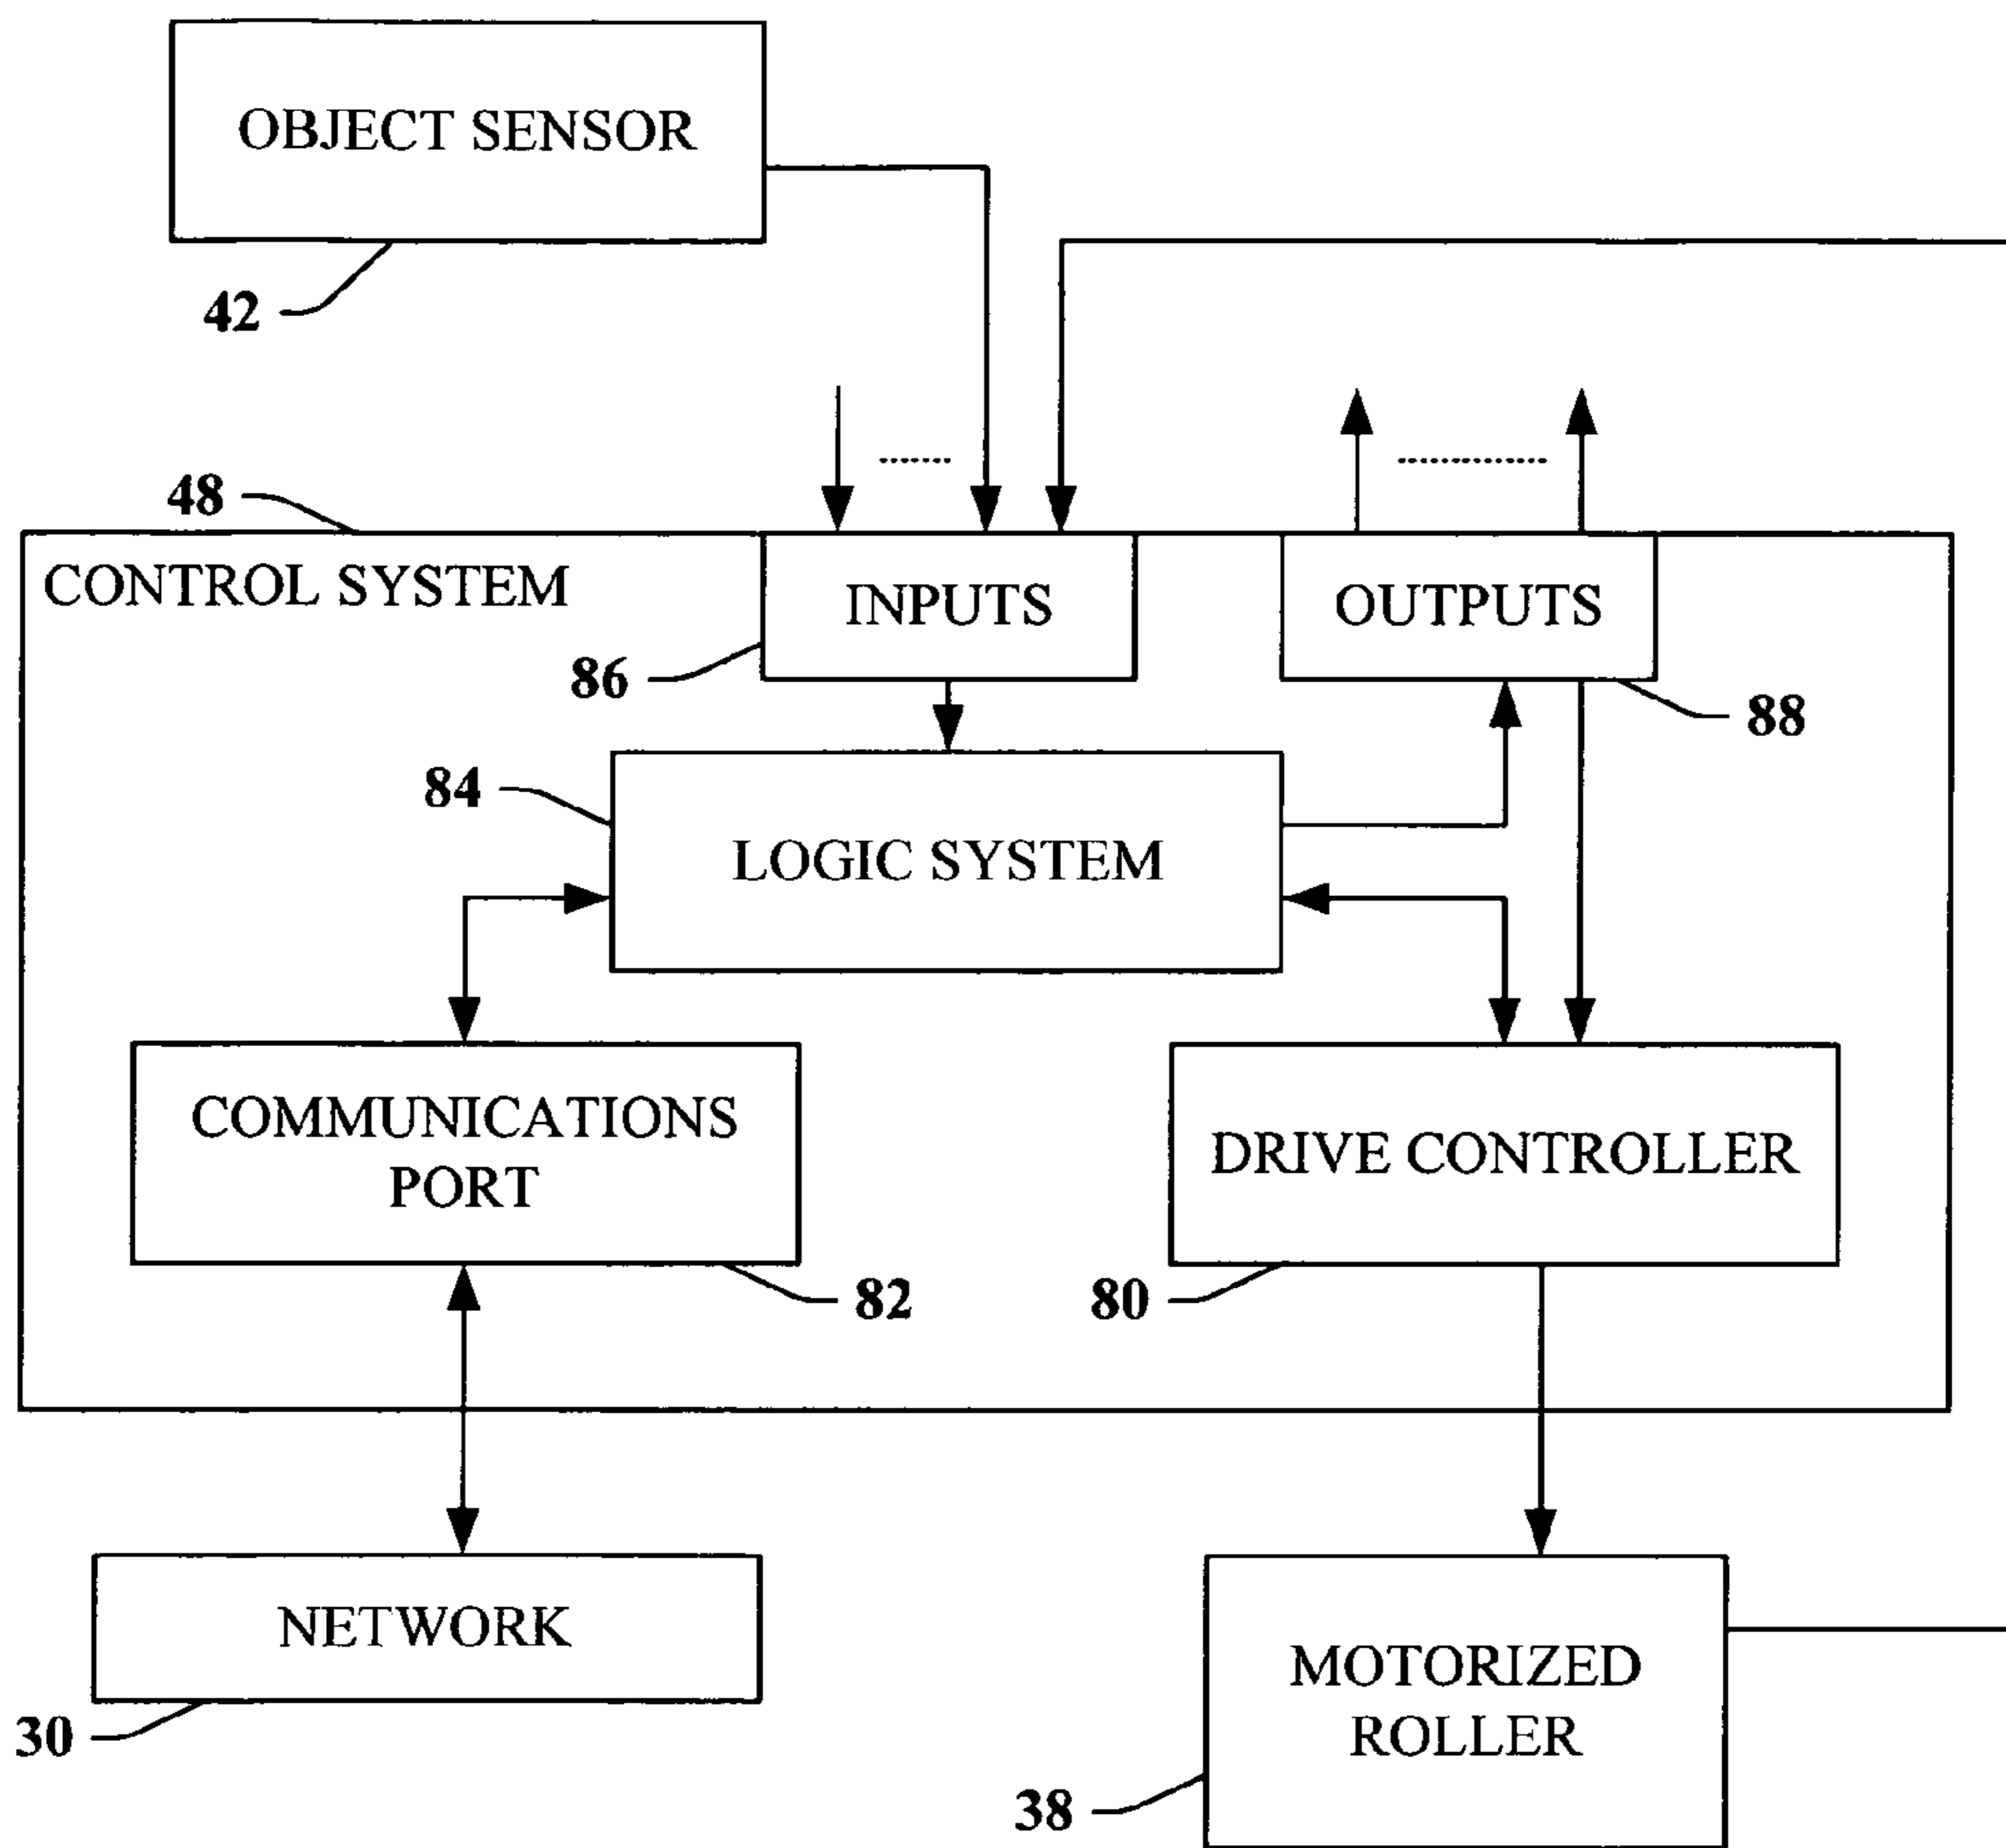 OBJECT SENSOR
42
48
CONTROL SYSTEM
INPUTS
OUTPUTS
86
88
84
LOGIC SYSTEM
COMMUNICATIONS
PORT
DRIVE CONTROLLER
82
80
NETWORK
MOTORIZED
ROLLER
30
38